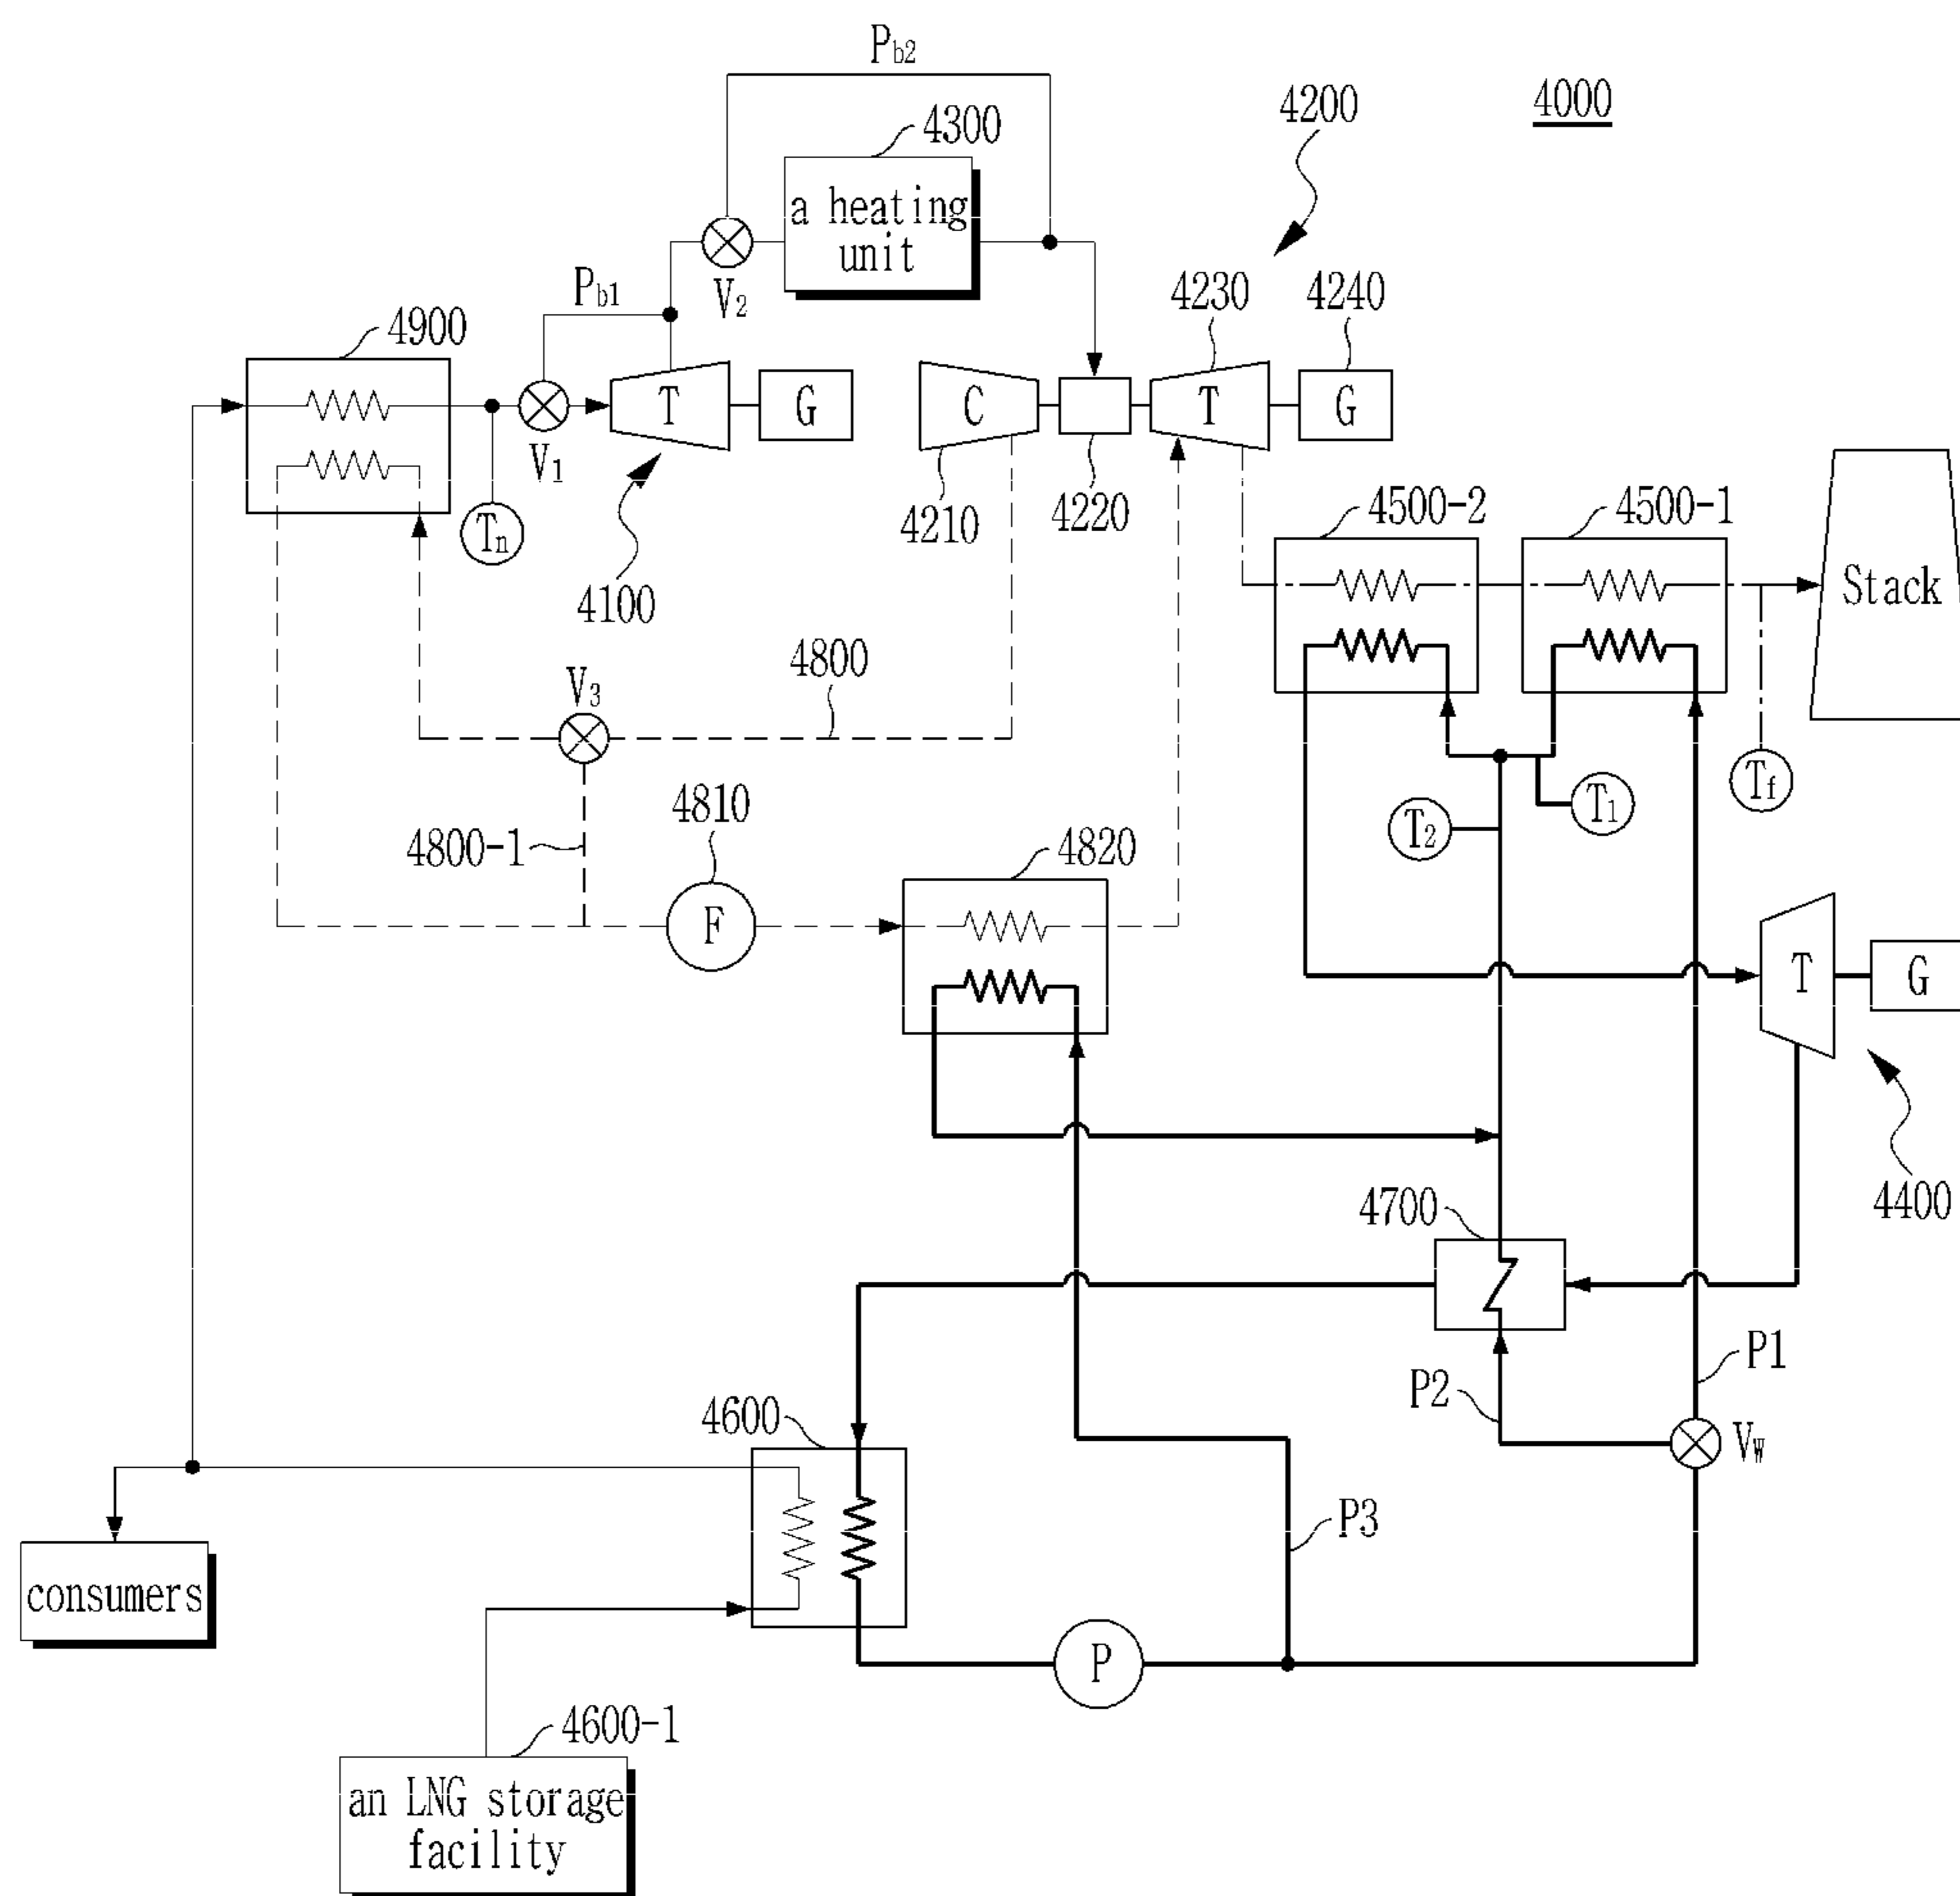 Pb2
4200
4000
4300
a heating
unit
V2
Pb1
4230
4240
4900
T
G
C
T
G
V1
Tn
4100
4210
4220
4500-2
4500-1
Stack
4800
V3
Tf
T1
T2
4810
4800-1
4820
F
T
G
4400
4700
P1
P2
VW
4600
P3
consumers
P
4600-1
an LNG storage
facility